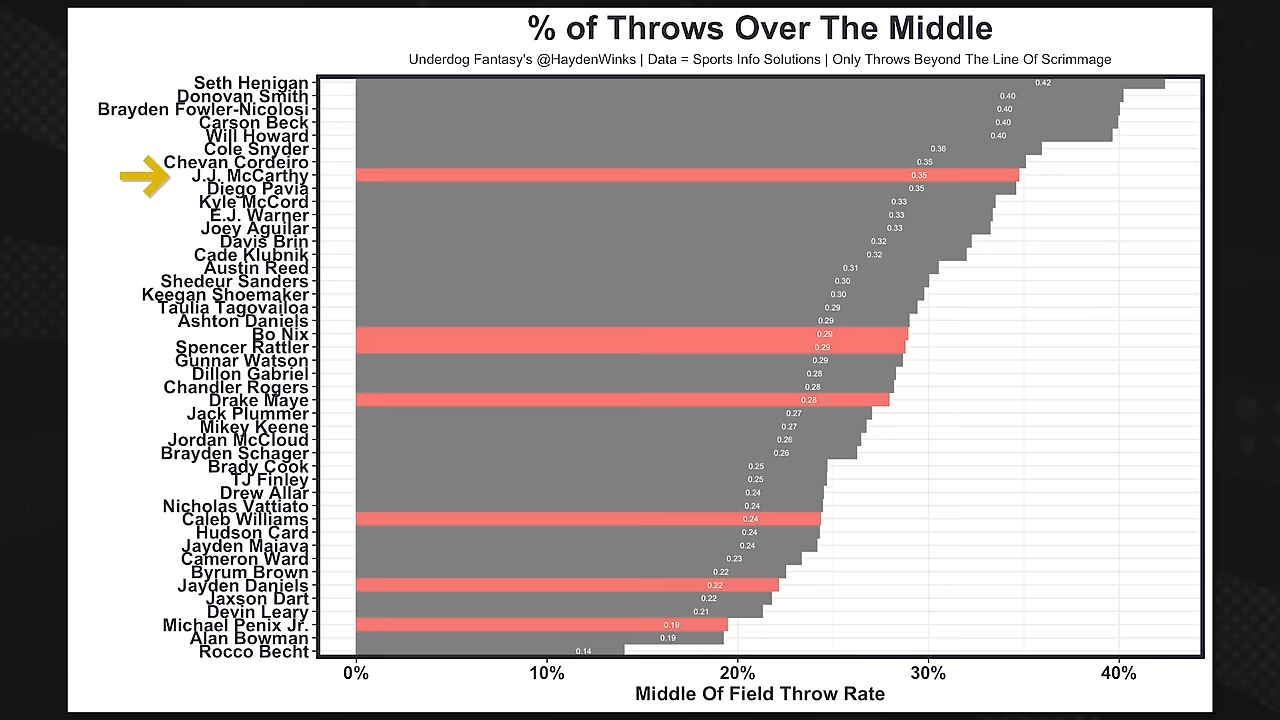 % of Throws Over The Middle
Underdog Fantasy's @HaydenWinks | Data = Sports Info Solutions | Only Throws Beyond The Line Of Scrimmage
Seth Henigan 0.42
Donovan Smith 0.40
Brayden Fowler-Nicolosi 0.40
Carson Beck 0.40
Will Howard 0.40
Cole Snyder 0.36
Chevan Cordeiro 0.35
J.J. McCarthy 0.35
Diego Pavia 0.35
Kyle McCord 0.33
E.J. Warner 0.33
Joey Aguilar 0.33
Davis Brin 0.32
Cade Klubnik 0.32
Austin Reed 0.31
Shedeur Sanders 0.30
Keegan Shoemaker 0.30
Taulia Tagovailoa 0.29
Ashton Daniels 0.29
Bo Nix 0.29
Spencer Rattler 0.29
Gunnar Watson 0.29
Dillon Gabriel 0.28
Chandler Rogers 0.28
Drake Maye 0.28
Jack Plummer 0.27
Mikey Keene 0.27
Jordan McCloud 0.26
Brayden Schager 0.26
Brady Cook 0.25
TJ Finley 0.25
Drew Allar 0.24
Nicholas Vattiato 0.24
Caleb Williams 0.24
Hudson Card 0.24
Jayden Maiava 0.24
Cameron Ward 0.23
Byrum Brown 0.22
Jayden Daniels 0.22
Jaxson Dart 0.22
Devin Leary 0.21
Michael Penix Jr. 0.19
Alan Bowman 0.19
Rocco Becht 0.14
0% 10% 20% 30% 40%
Middle Of Field Throw Rate